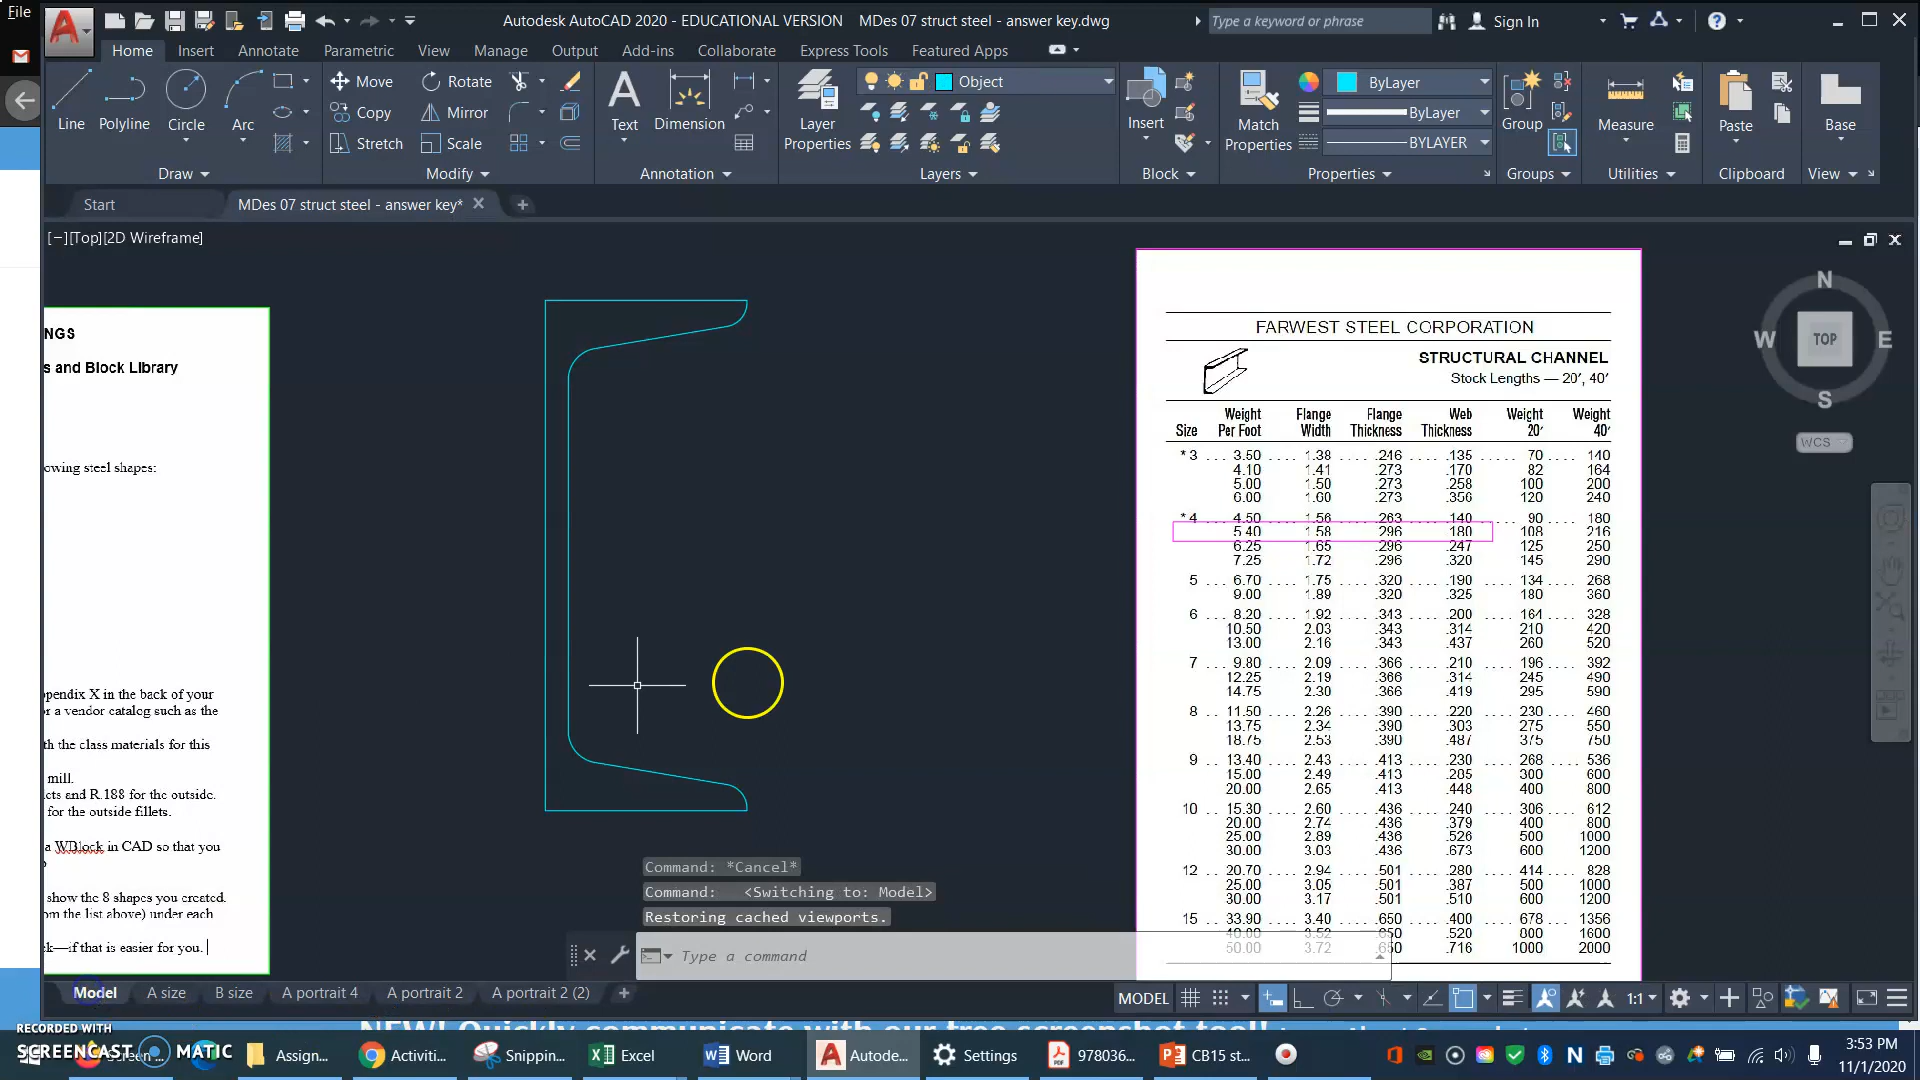 File
Autodesk AutoCAD 2020 - EDUCATIONAL VERSION MDes 07 struct steel - answer key.dwg
Type a keyword or phrase
Sign In
Home Insert Annotate Parametric View Manage Output Add-ins Collaborate Express Tools Featured Apps
Line Polyline Circle Arc
Move Rotate
Copy Mirror
Stretch Scale
Text Dimension
Layer Properties
Object
Insert
Match Properties
ByLayer
ByLayer
BYLAYER
Group
Measure
Paste
Base
Draw Modify Annotation Layers Block Properties Groups Utilities Clipboard View
Start
MDes 07 struct steel - answer key*
[−][Top][2D Wireframe]
NGS
s and Block Library
owing steel shapes:
pendix X in the back of your
or a vendor catalog such as the
th the class materials for this
mill.
ets and R.188 for the outside.
for the outside fillets.
a WBlock in CAD so that you
show the 8 shapes you created.
om the list above) under each
ck—if that is easier for you.
FARWEST STEEL CORPORATION
STRUCTURAL CHANNEL
Stock Lengths — 20′, 40′
Size Weight Per Foot Flange Width Flange Thickness Web Thickness Weight 20′ Weight 40′
*3 .... 3.50 .... 1.38 .... .246 .... .135 .... 70 .... 140
4.10 1.41 .273 .170 82 164
5.00 1.50 .273 .258 100 200
6.00 1.60 .273 .356 120 240
*4 .... 4.50 .... 1.56 .... .263 .... .140 .... 90 .... 180
5.40 1.58 .296 .180 108 216
6.25 1.65 .296 .247 125 250
7.25 1.72 .296 .320 145 290
5 .... 6.70 .... 1.75 .... .320 .... .190 .... 134 .... 268
9.00 1.89 .320 .325 180 360
6 .... 8.20 .... 1.92 .... .343 .... .200 .... 164 .... 328
10.50 2.03 .343 .314 210 420
13.00 2.16 .343 .437 260 520
7 .... 9.80 .... 2.09 .... .366 .... .210 .... 196 .... 392
12.25 2.19 .366 .314 245 490
14.75 2.30 .366 .419 295 590
8 .... 11.50 .... 2.26 .... .390 .... .220 .... 230 .... 460
13.75 2.34 .390 .303 275 550
18.75 2.53 .390 .487 375 750
9 .... 13.40 .... 2.43 .... .413 .... .230 .... 268 .... 536
15.00 2.49 .413 .285 300 600
20.00 2.65 .413 .448 400 800
10 .... 15.30 .... 2.60 .... .436 .... .240 .... 306 .... 612
20.00 2.74 .436 .379 400 800
25.00 2.89 .436 .526 500 1000
30.00 3.03 .436 .673 600 1200
12 .... 20.70 .... 2.94 .... .501 .... .280 .... 414 .... 828
25.00 3.05 .501 .387 500 1000
30.00 3.17 .501 .510 600 1200
15 .... 33.90 .... 3.40 .... .650 .... .400 .... 678 .... 1356
40.00 3.52 .650 .520 800 1600
50.00 3.72 .650 .716 1000 2000
N
W TOP E
S
WCS
Command: *Cancel*
Command: <Switching to: Model>
Restoring cached viewports.
Type a command
Model A size B size A portrait 4 A portrait 2 A portrait 2 (2)
MODEL 1:1
NEW! Quickly communicate with our free screenshot tool!
RECORDED WITH
SCREENCAST MATIC
Assign... Activiti... Snippin... Excel Word Autode... Settings 978036... CB15 st...
3:53 PM
11/1/2020